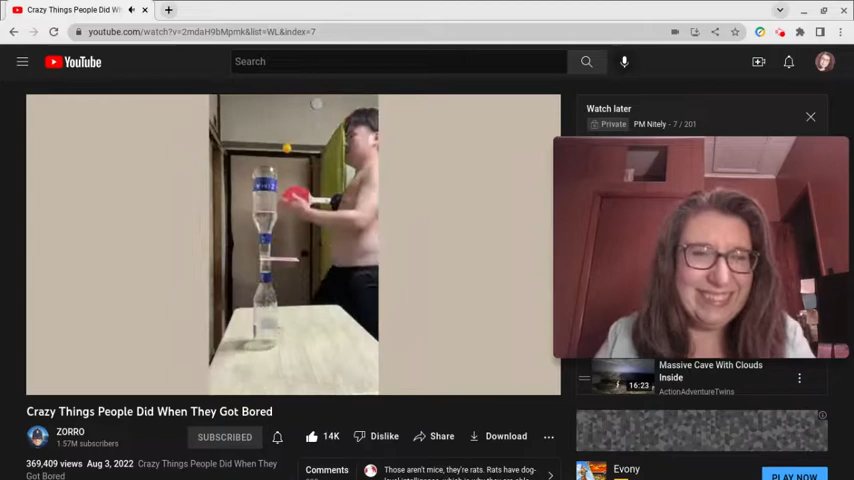 Crazy Things People Did W
youtube.com/watch?v=2mdaH9bMpmk&list=WL&index=7
YouTube
Search
Watch later
Private PM Nitely - 7 / 201
Massive Cave With Clouds
Inside
16:23
ActionAdventureTwins
Crazy Things People Did When They Got Bored
ZORRO
1.57M subscribers
SUBSCRIBED
14K
Dislike
Share
Download
369,409 views Aug 3, 2022 Crazy Things People Did When They
Got Bored
Comments
Those aren't mice, they're rats. Rats have dog-
Evony
PLAY NOW